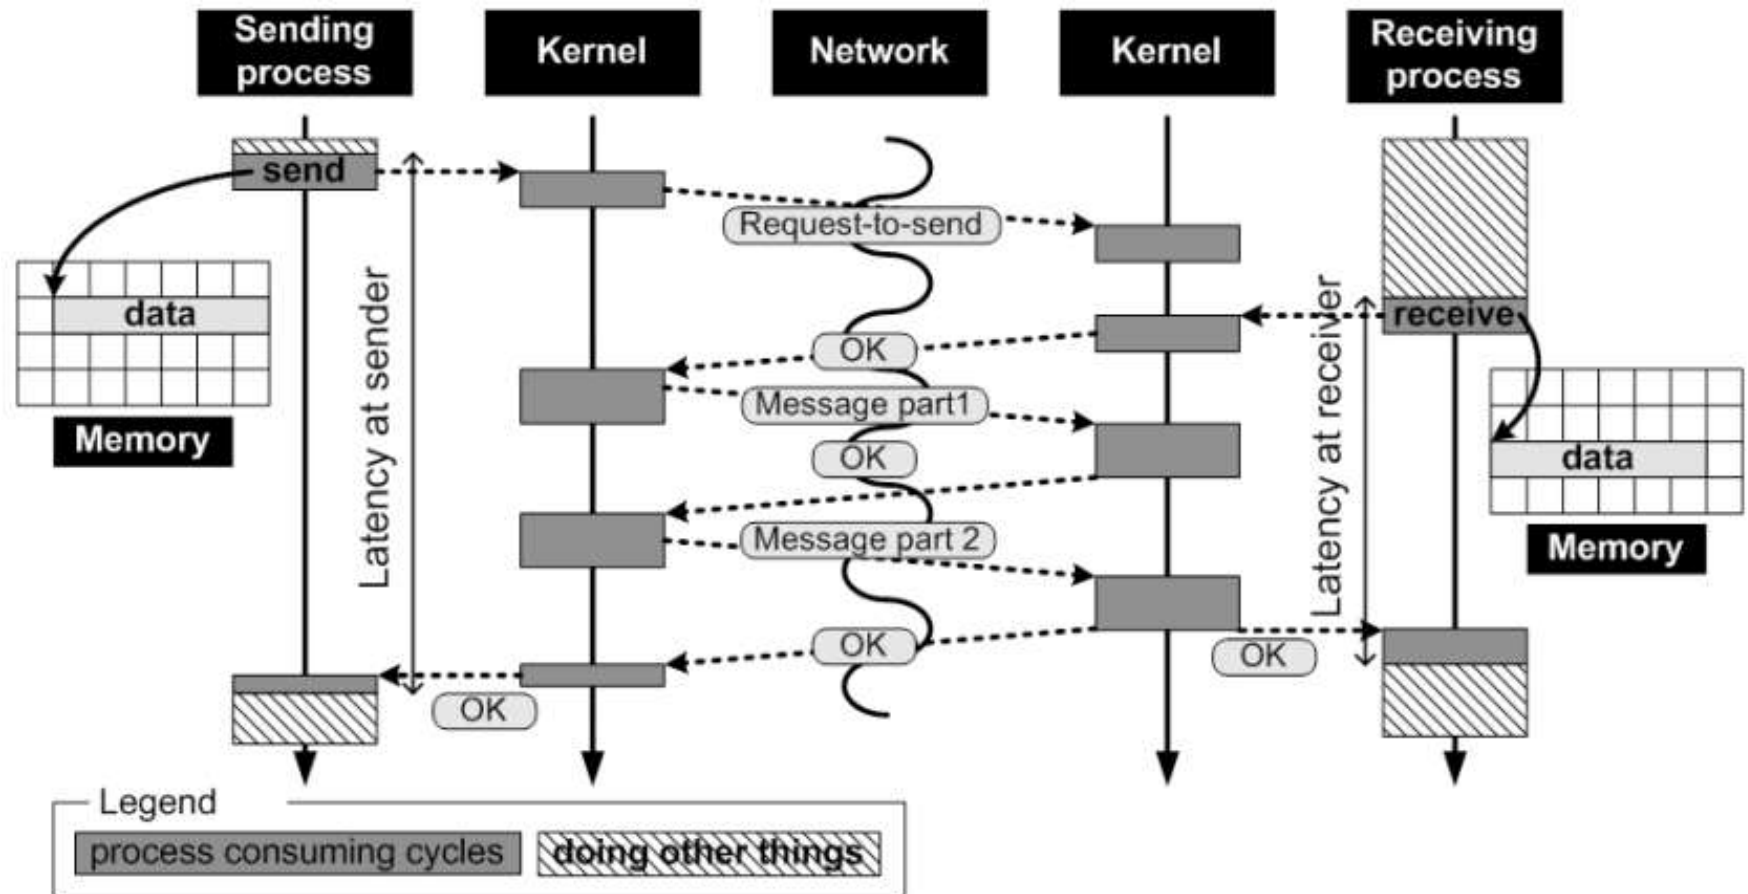 Sending
process
Kernel
Network
Kernel
Receiving
process
send
Request-to-send
data
Memory
Latency at sender
receive
OK
Message part1
OK
Message part 2
OK
OK
OK
Latency at receiver
data
Memory
Legend
process consuming cycles
doing other things